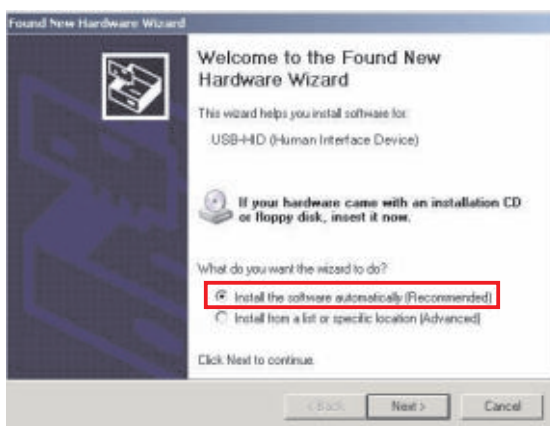 Found New Hardware Wizard
Welcome to the Found New
Hardware Wizard
This wizard helps you install software for:
USB-HID (Human Interface Device)
If your hardware came with an installation CD
or floppy disk, insert it now.
What do you want the wizard to do?
Install the software automatically (Recommended)
Install from a list or specific location (Advanced)
Click Next to continue.
< Back Next > Cancel